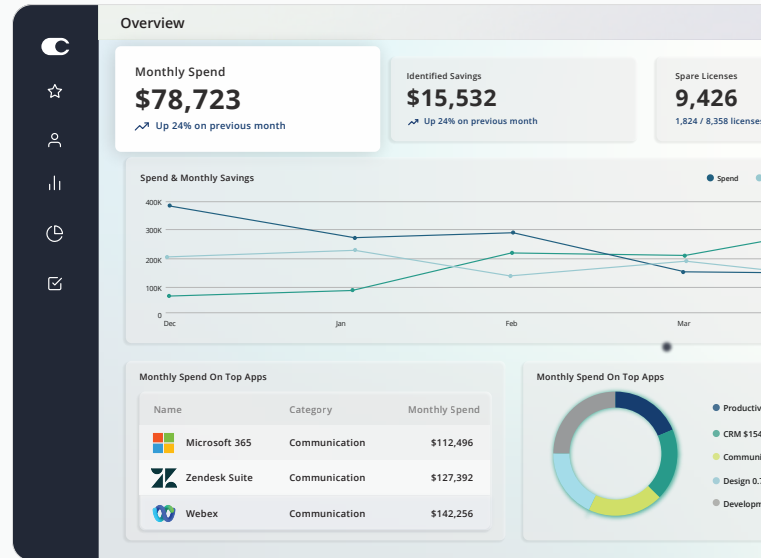 Overview
Monthly Spend
$78,723
Up 24% on previous month
Identified Savings
$15,532
Up 24% on previous month
Spare Licenses
9,426
1,824 / 8,358 licenses
Spend & Monthly Savings
Spend
400K
300K
200K
100K
0
Dec Jan Feb Mar
Monthly Spend On Top Apps
Name Category Monthly Spend
Microsoft 365 Communication $112,496
Zendesk Suite Communication $127,392
Webex Communication $142,256
Monthly Spend On Top Apps
CRM $154
Design 0.7